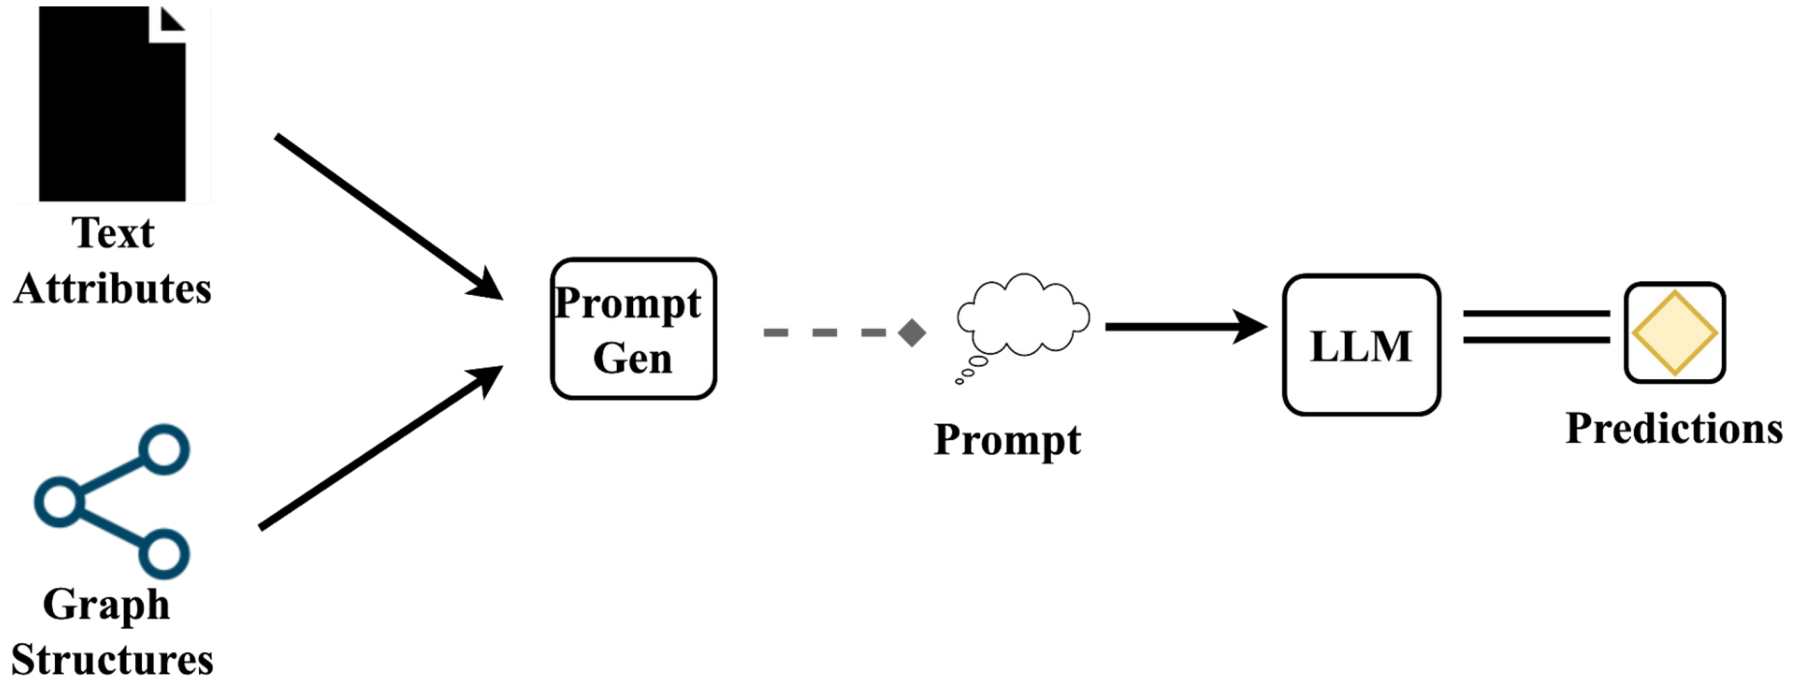 Text
Attributes
Graph
Structures
Prompt
Gen
Prompt
LLM
Predictions